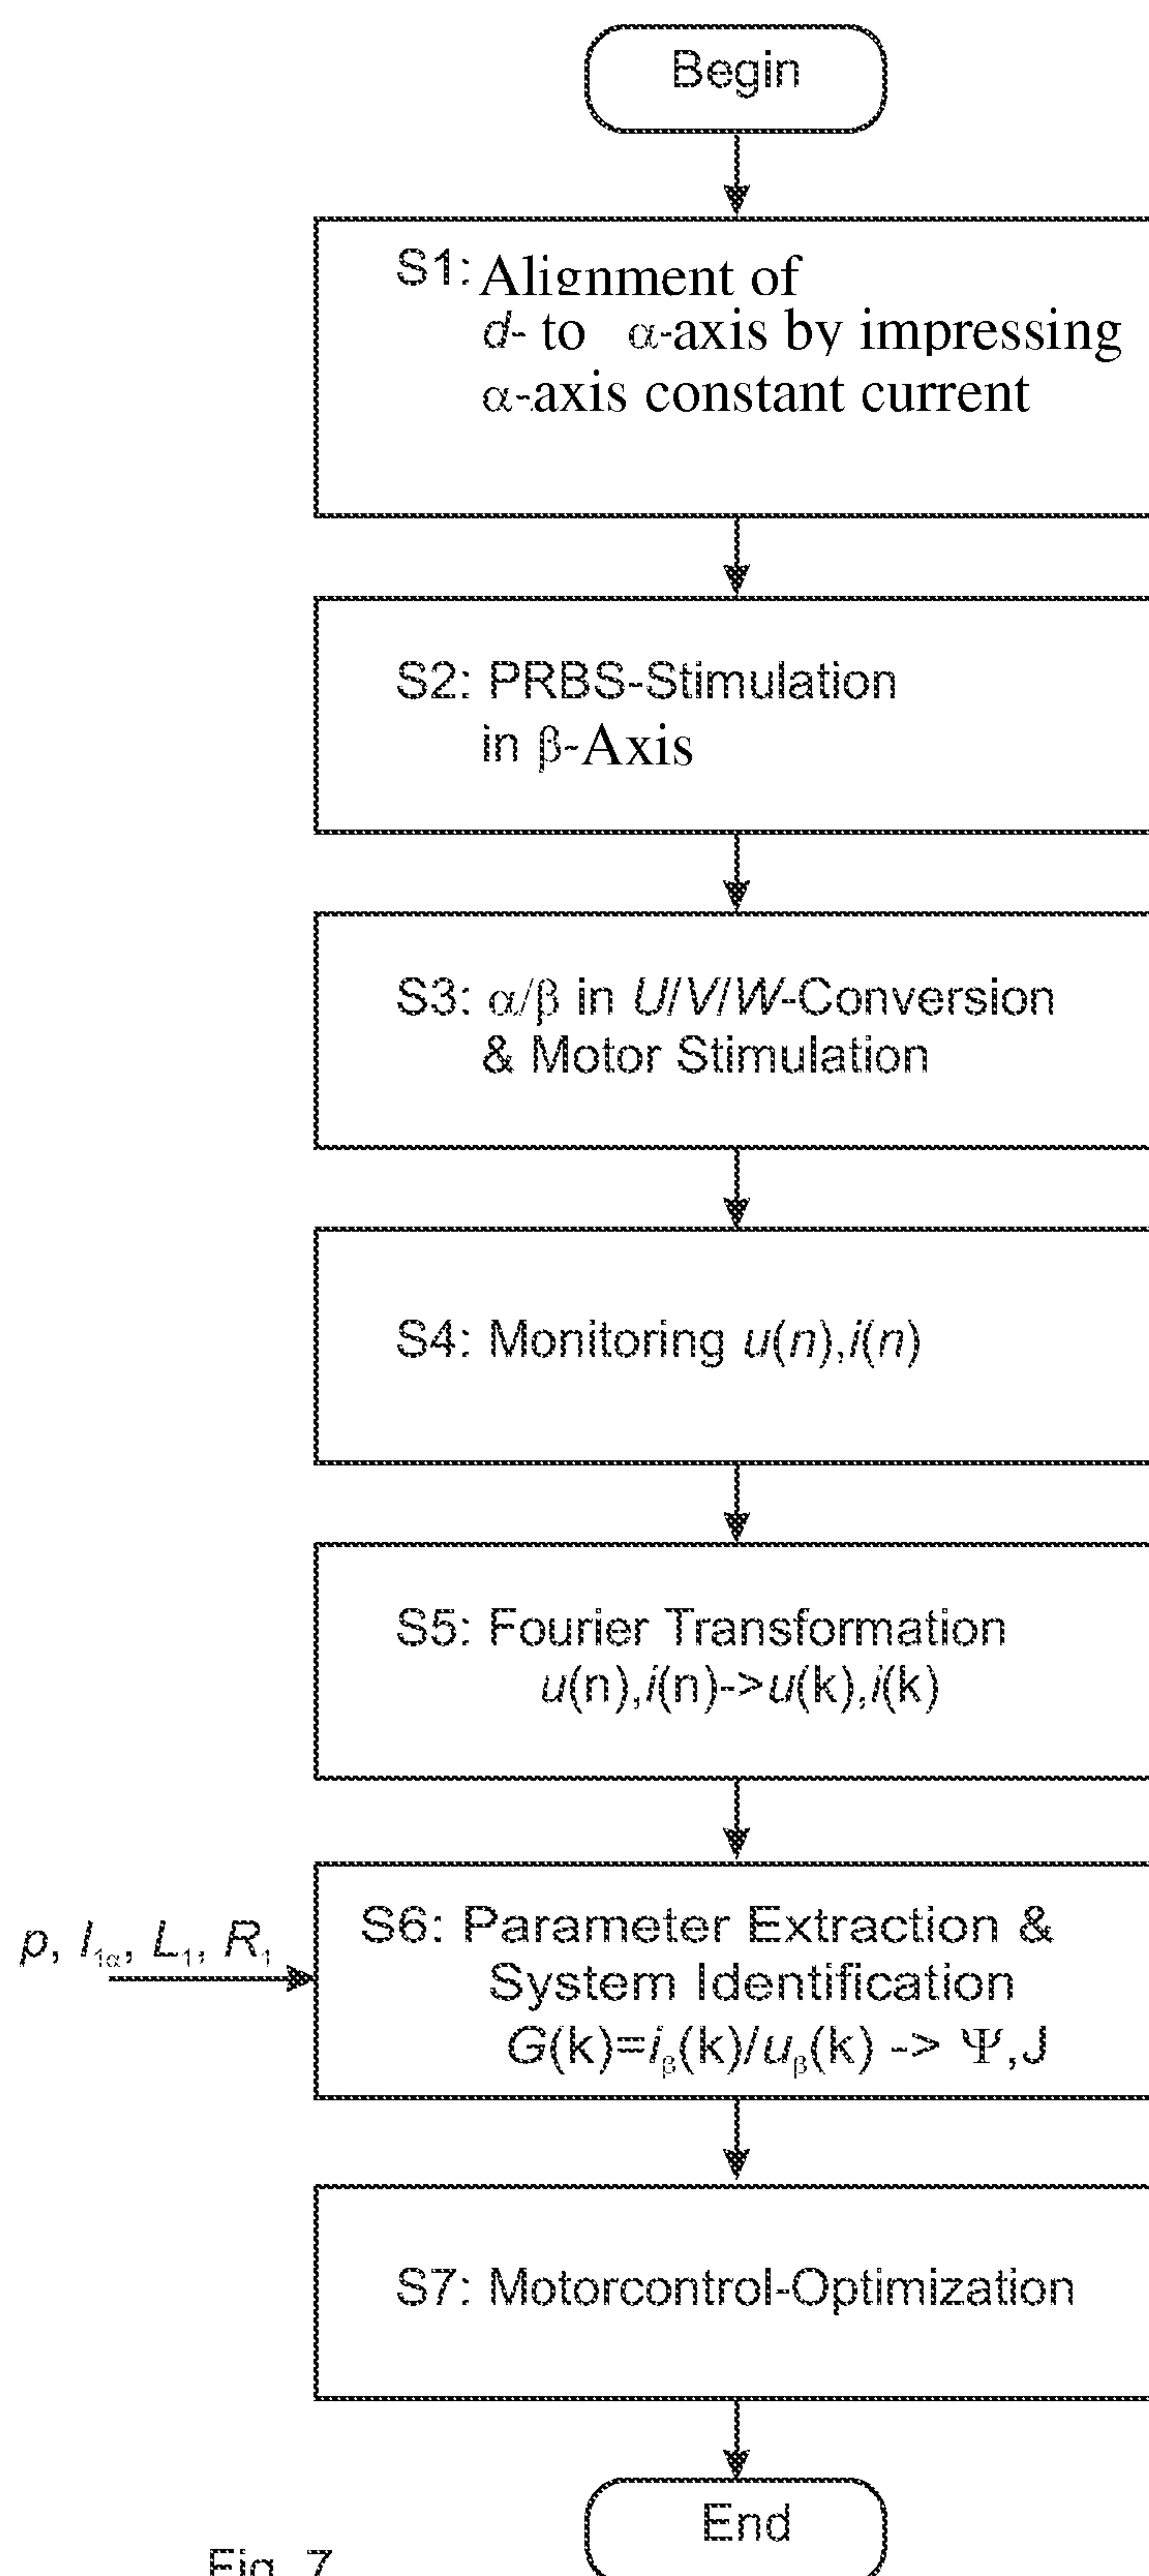 Begin
S1: Alignment of
d- to α-axis by impressing
α-axis constant current
S2: PRBS-Stimulation
in β-Axis
S3: α/β in U/V/W-Conversion
& Motor Stimulation
S4: Monitoring u(n),i(n)
S5: Fourier Transformation
u(n),i(n)->u(k),i(k)
p, I₁α, L₁, R₁
S6: Parameter Extraction &
System Identification
G(k)=iᵦ(k)/uᵦ(k) -> Ψ,J
S7: Motorcontrol-Optimization
End
Fig. 7